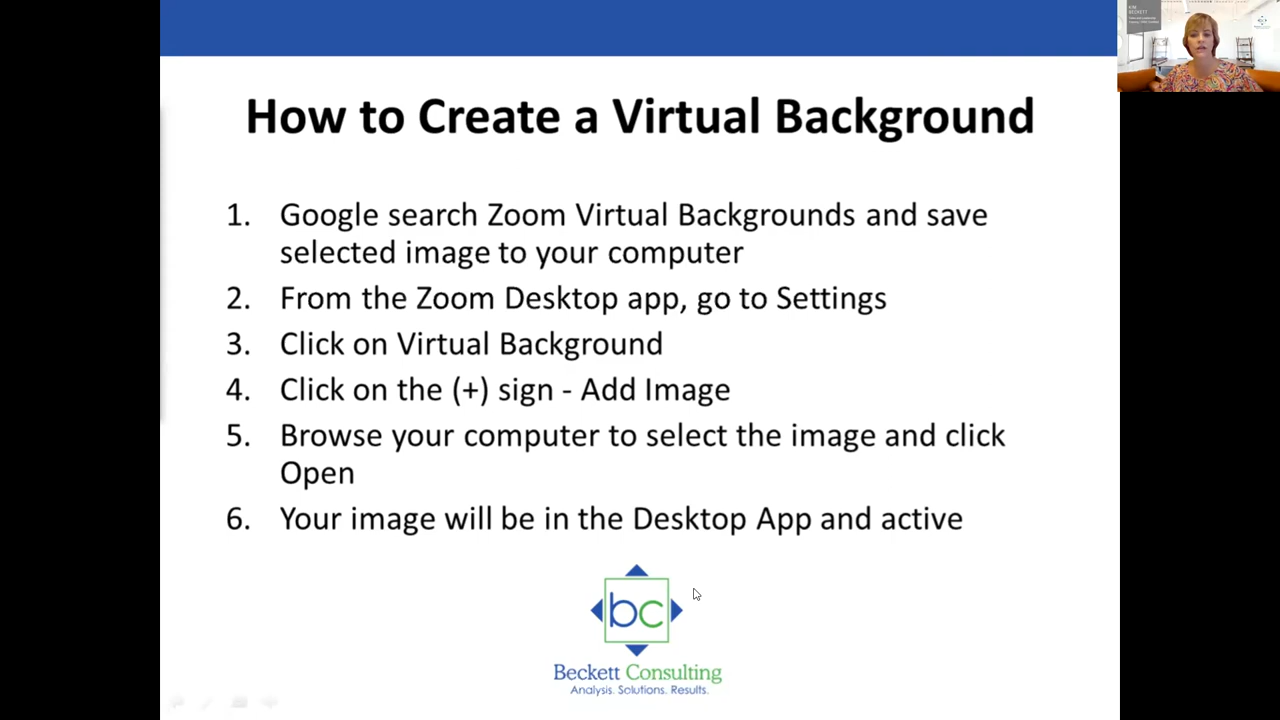 KIM
BECKETT
How to Create a Virtual Background
1. Google search Zoom Virtual Backgrounds and save
selected image to your computer
2. From the Zoom Desktop app, go to Settings
3. Click on Virtual Background
4. Click on the (+) sign - Add Image
5. Browse your computer to select the image and click
Open
6. Your image will be in the Desktop App and active
bc
Beckett Consulting
Analysis. Solutions. Results.